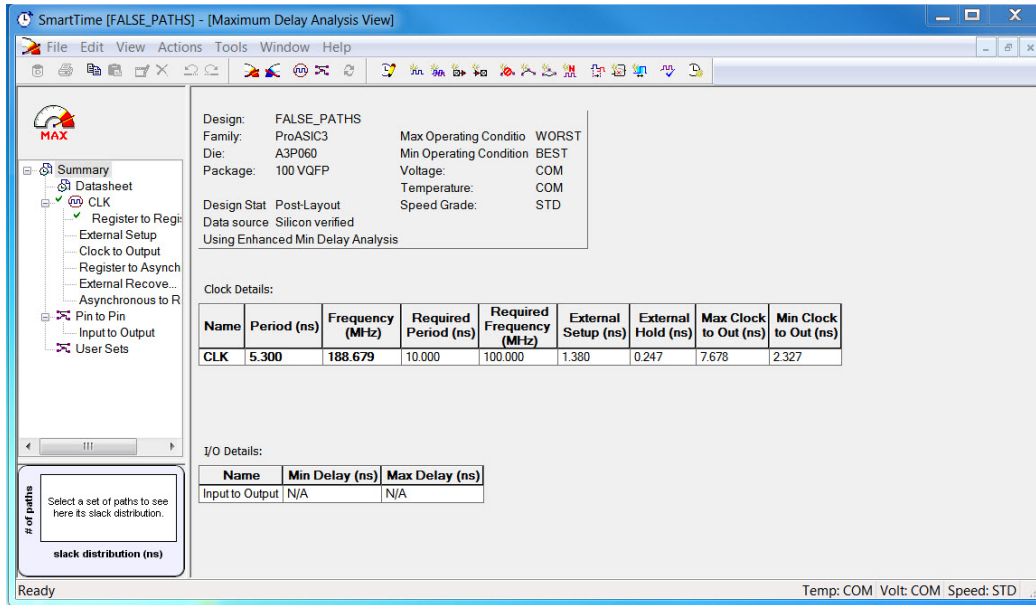 SmartTime [FALSE_PATHS] - [Maximum Delay Analysis View]
File Edit View Actions Tools Window Help
MAX
Summary
Datasheet
CLK
Register to Regi
External Setup
Clock to Output
Register to Asynch
External Recove...
Asynchronous to R
Pin to Pin
Input to Output
User Sets
# of paths
Select a set of paths to see
here its slack distribution.
slack distribution (ns)
Design: FALSE_PATHS
Family: ProASIC3 Max Operating Conditio WORST
Die: A3P060 Min Operating Condition BEST
Package: 100 VQFP Voltage: COM
Temperature: COM
Design Stat Post-Layout Speed Grade: STD
Data source Silicon verified
Using Enhanced Min Delay Analysis
Clock Details:
Name Period (ns) Frequency (MHz) Required Period (ns) Required Frequency (MHz) External Setup (ns) External Hold (ns) Max Clock to Out (ns) Min Clock to Out (ns)
CLK 5.300 188.679 10.000 100.000 1.380 0.247 7.678 2.327
I/O Details:
Name Min Delay (ns) Max Delay (ns)
Input to Output N/A N/A
Ready Temp: COM Volt: COM Speed: STD